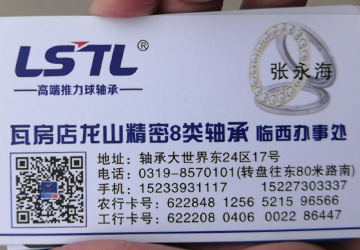 LSTL®
高端推力球轴承
张永海
瓦房店龙山精密8类轴承 临西办事处
地址：轴承大世界东24区17号
电话：0319-8570101(转盘往东80米路南)
手机：15233931117 15227303337
农行卡号：622848 1256 5215 96566
工行卡号：622208 0406 0022 86447